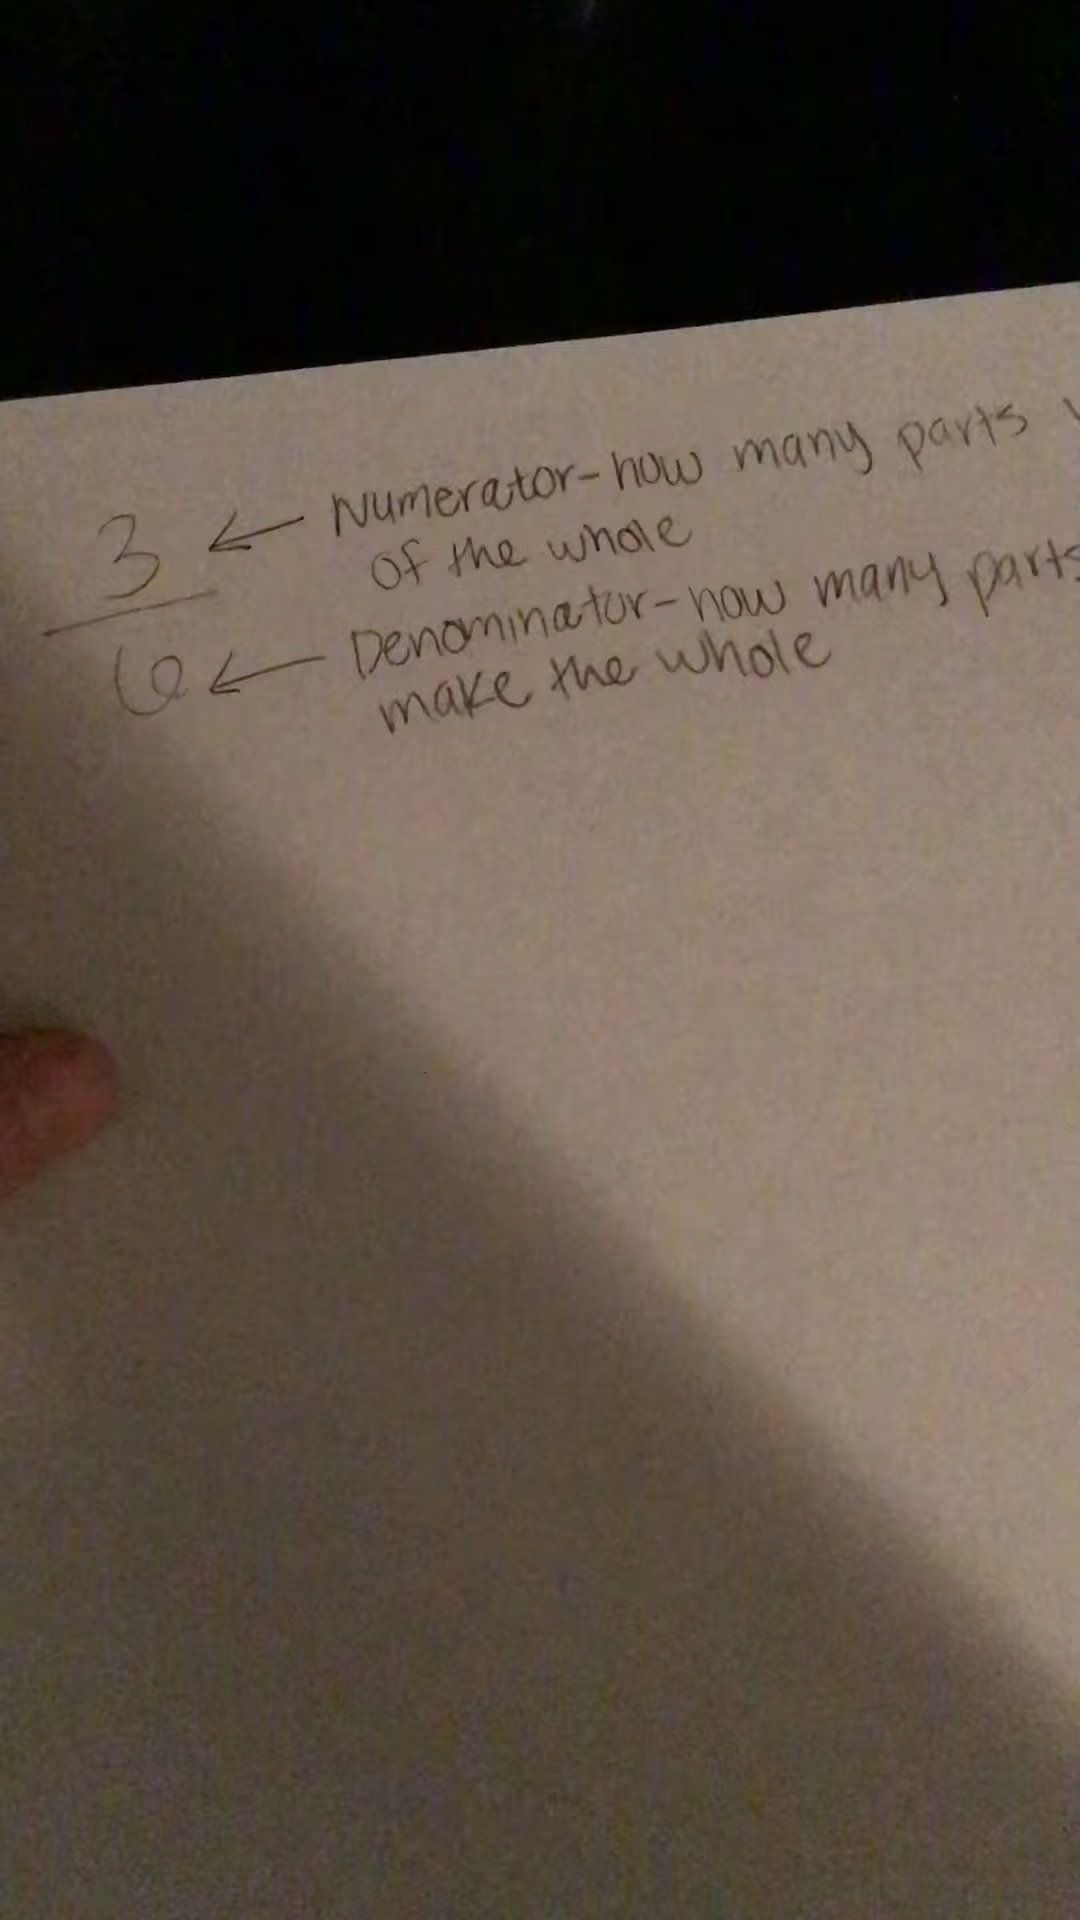 3 ← Numerator-how many parts
of the whole
6 ← Denominator-how many parts
make the whole